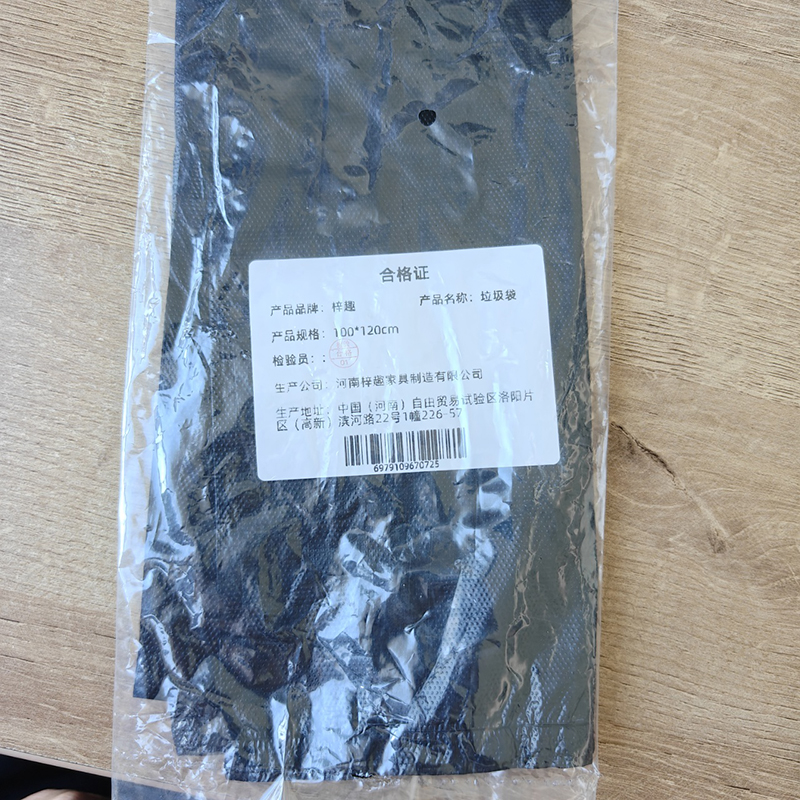 合格证
产品品牌：梓趣 产品名称：垃圾袋
产品规格：100*120cm
检验员：：
生产公司：河南梓趣家具制造有限公司
生产地址：中国（河南）自由贸易试验区洛阳片
区（高新）滨河路22号1幢226-57
6979109670725